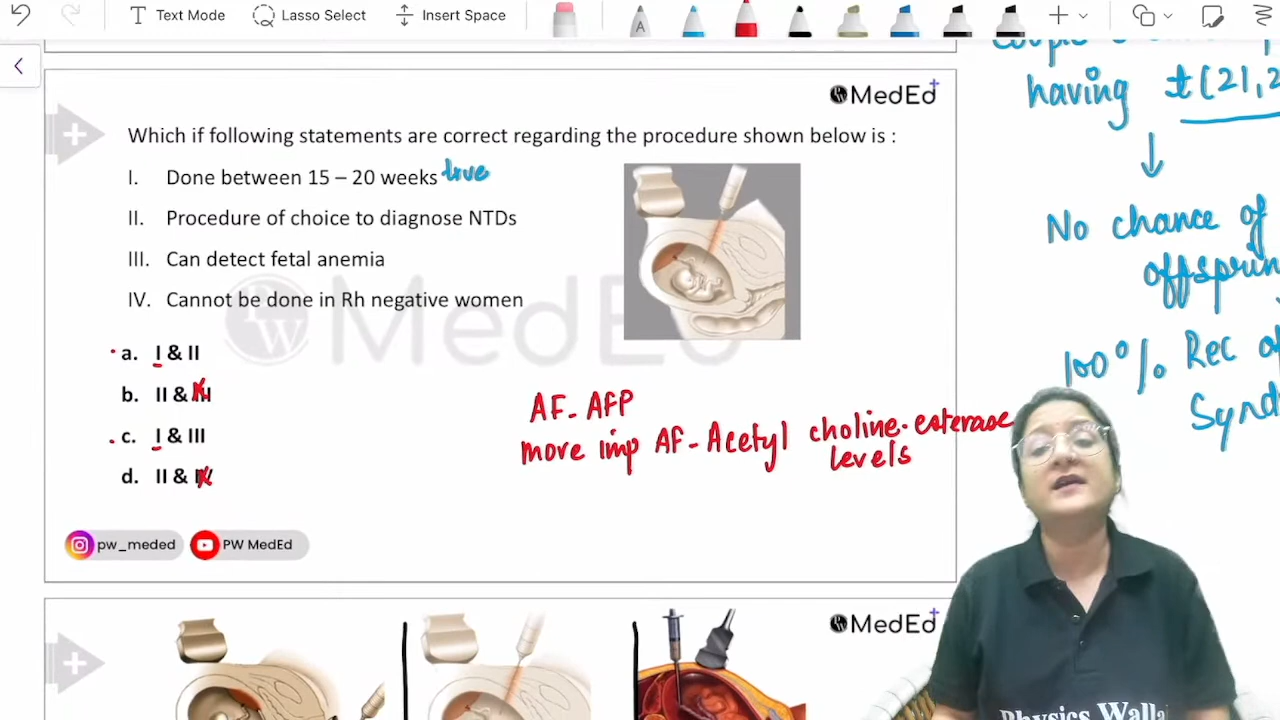 Text Mode
Lasso Select
Insert Space
A
having t(21,2
MedEd
Which if following statements are correct regarding the procedure shown below is :
I. Done between 15 – 20 weeks true
II. Procedure of choice to diagnose NTDs
III. Can detect fetal anemia
IV. Cannot be done in Rh negative women
No chance of
offsprin
MedEd
a. I & II
b. II & III
c. I & III
d. II &
100% Rec of
Synd
AF- AFP
more imp AF- Acetyl choline-esterase
levels
pw_meded
PW MedEd
MedEd
Physics Walla